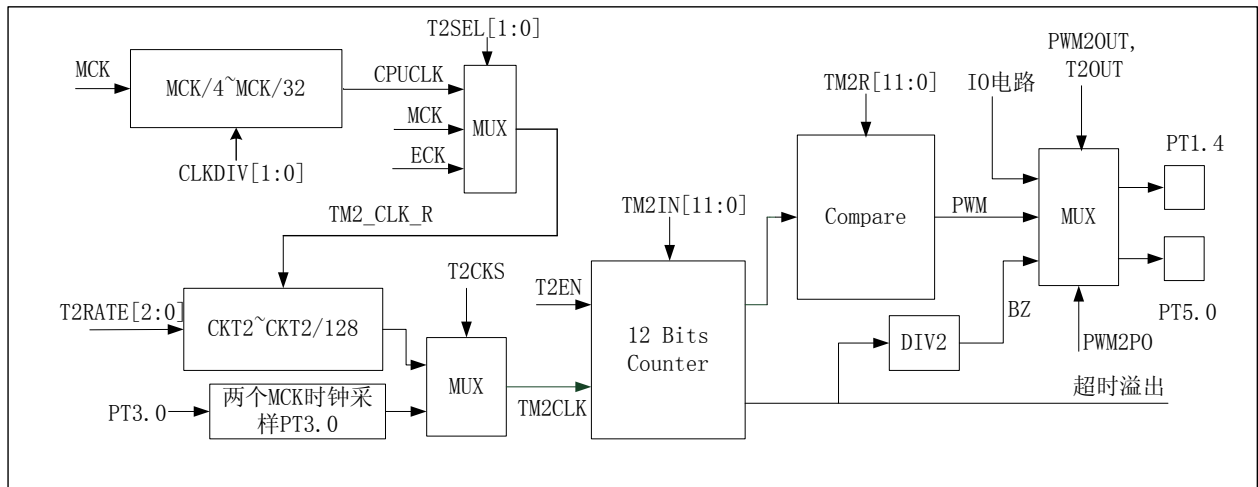 T2SEL[1:0]
MCK
MCK/4~MCK/32
CPUCLK
MCK
ECK
MUX
CLKDIV[1:0]
TM2_CLK_R
T2RATE[2:0]
CKT2~CKT2/128
T2CKS
PT3.0
两个MCK时钟采
样PT3.0
MUX
TM2CLK
T2EN
TM2IN[11:0]
12 Bits
Counter
TM2R[11:0]
Compare
PWM
DIV2
BZ
IO电路
PWM2OUT,
T2OUT
MUX
PWM2PO
PT1.4
PT5.0
超时溢出